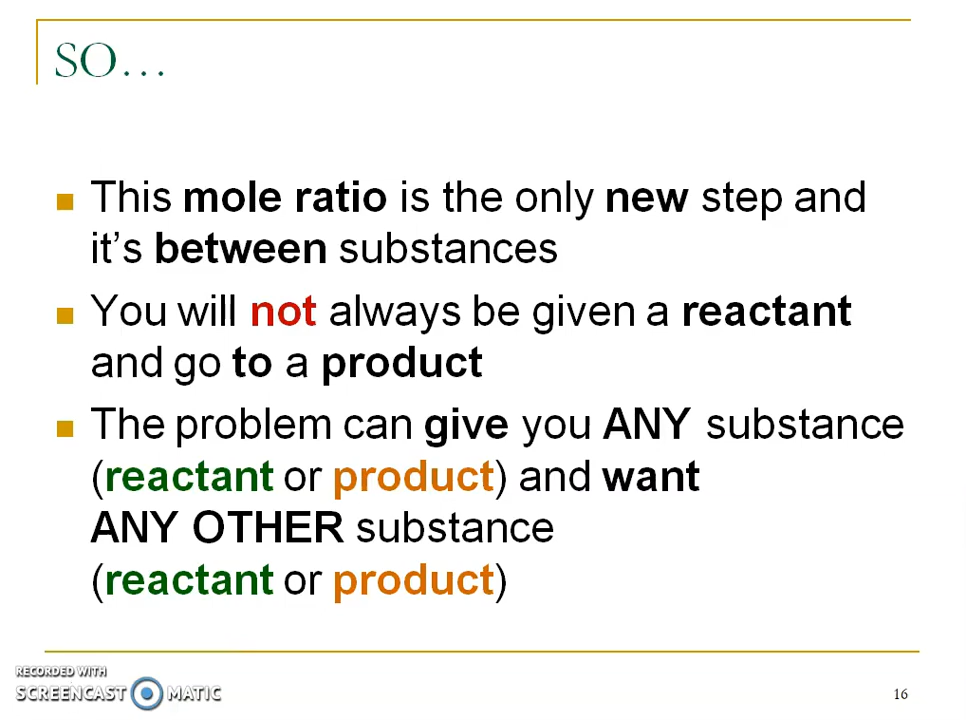 SO…
This mole ratio is the only new step and
it’s between substances
You will not always be given a reactant
and go to a product
The problem can give you ANY substance
(reactant or product) and want
ANY OTHER substance
(reactant or product)
RECORDED WITH
SCREENCAST MATIC
16